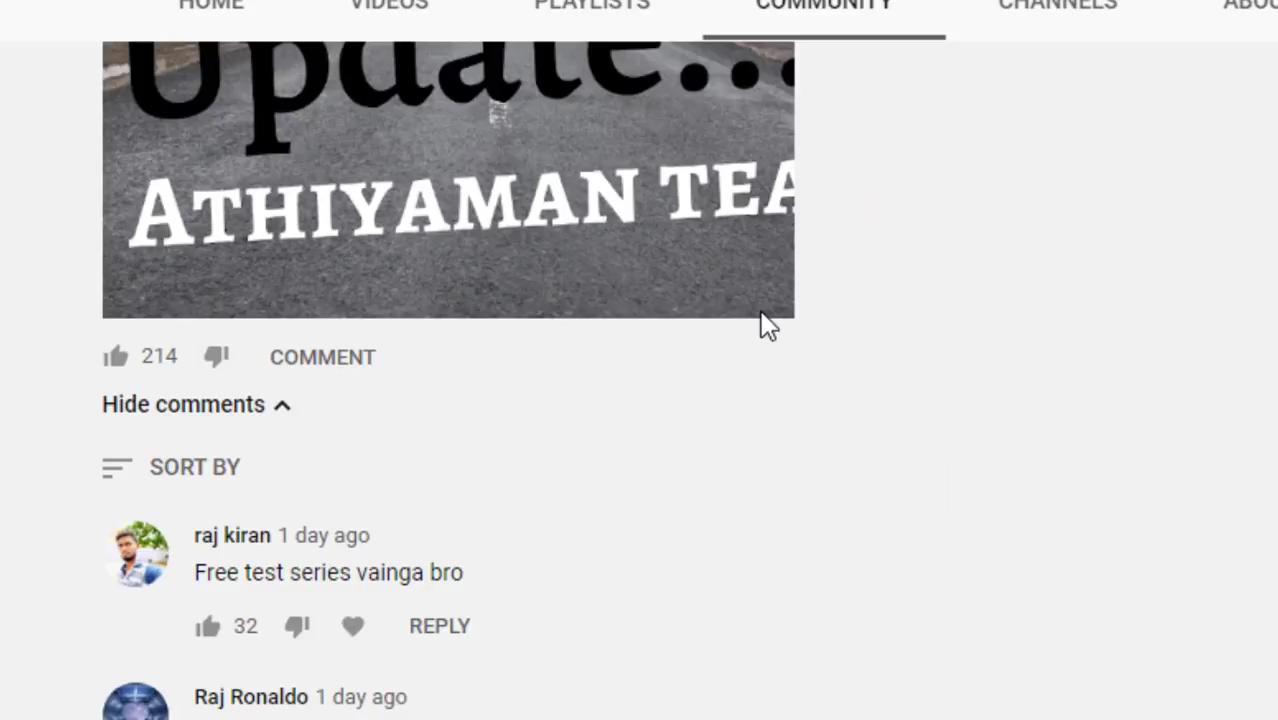 HOME VIDEOS PLAYLISTS COMMUNITY CHANNELS
Update...
ATHIYAMAN TEA
214 COMMENT
Hide comments
SORT BY
raj kiran 1 day ago
Free test series vainga bro
32 REPLY
Raj Ronaldo 1 day ago